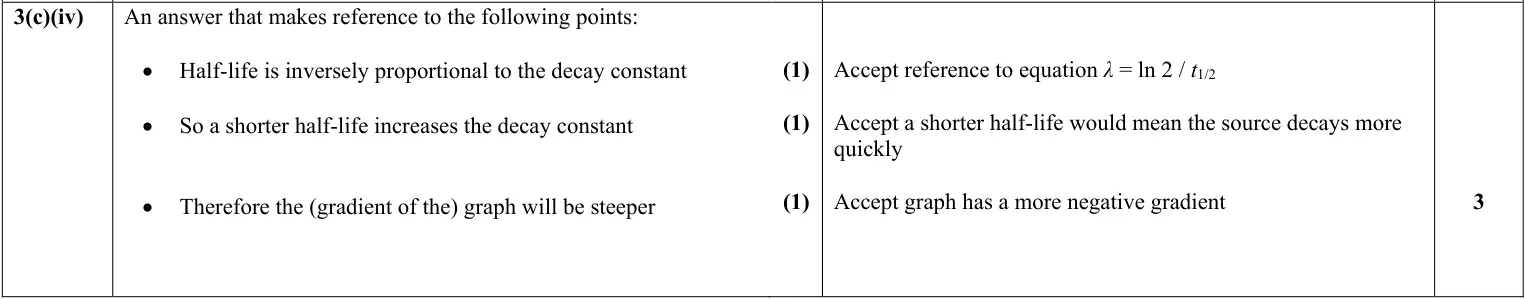 3(c)(iv) An answer that makes reference to the following points:
• Half-life is inversely proportional to the decay constant (1) Accept reference to equation λ = ln 2 / t1/2
• So a shorter half-life increases the decay constant (1) Accept a shorter half-life would mean the source decays more
quickly
• Therefore the (gradient of the) graph will be steeper (1) Accept graph has a more negative gradient 3